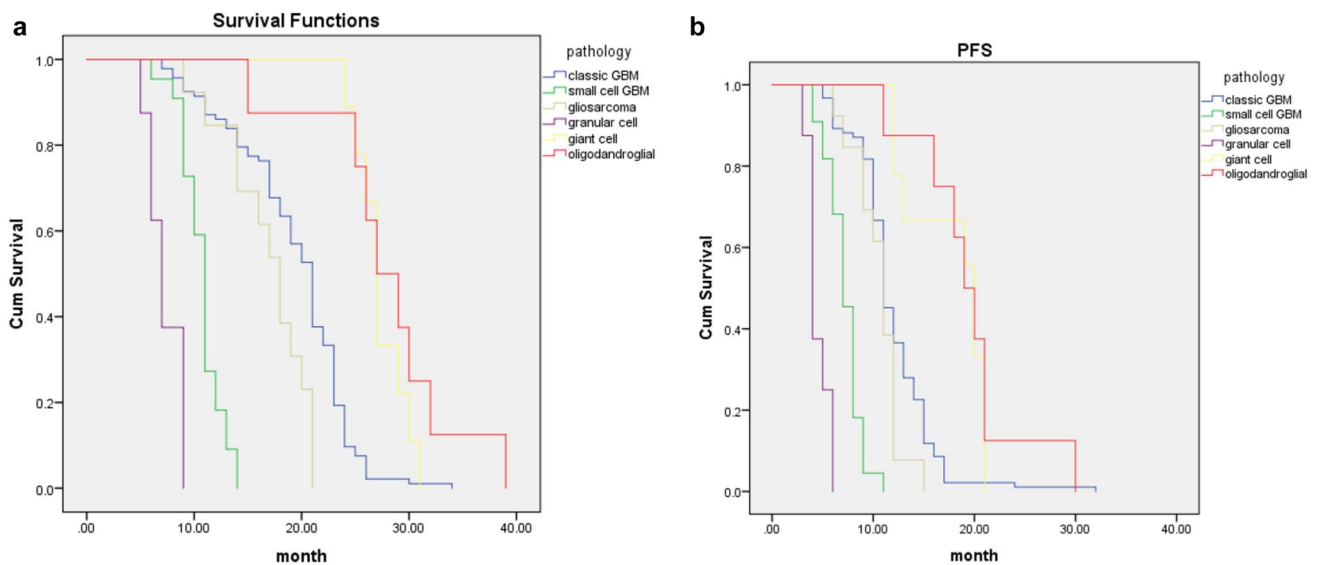 a
Survival Functions
pathology
classic GBM
small cell GBM
gliosarcoma
granular cell
giant cell
oligodandroglial
Cum Survival
1.0
0.8
0.6
0.4
0.2
0.0
.00 10.00 20.00 30.00 40.00
month
b
PFS
pathology
classic GBM
small cell GBM
gliosarcoma
granular cell
giant cell
oligodandroglial
Cum Survival
1.0
0.8
0.6
0.4
0.2
0.0
.00 10.00 20.00 30.00 40.00
month